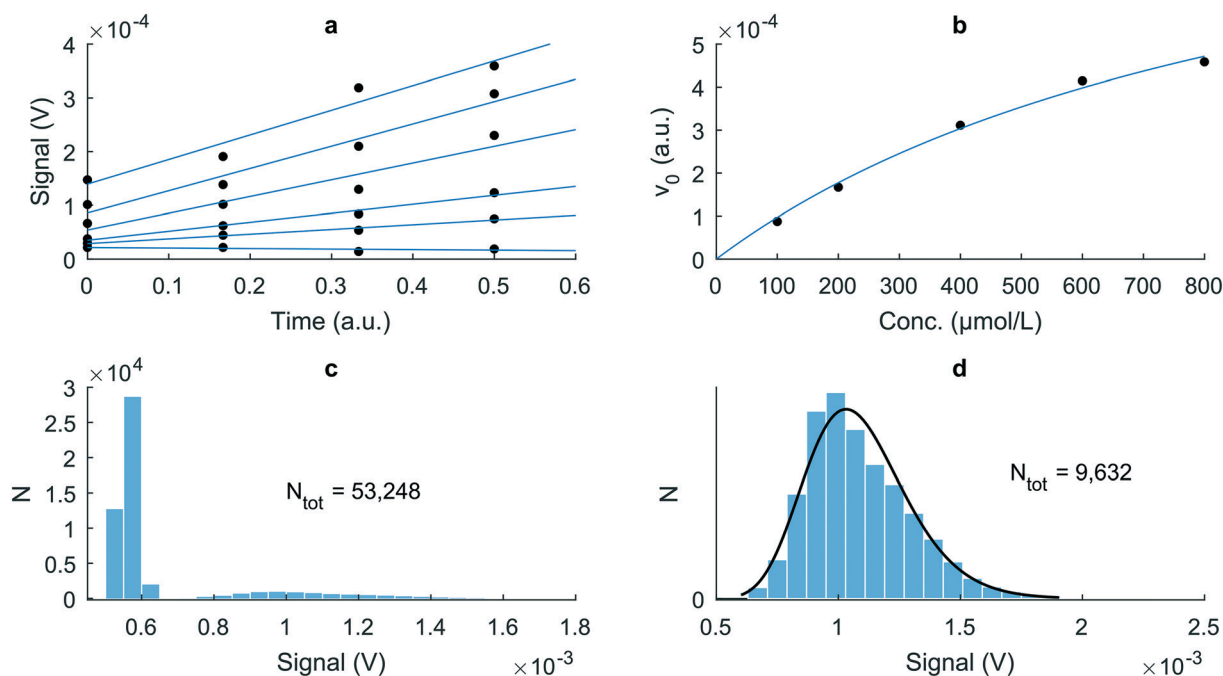 a
×10⁻⁴
4
3
2
1
0
Signal (V)
0 0.1 0.2 0.3 0.4 0.5 0.6
Time (a.u.)
b
×10⁻⁴
5
4
3
2
1
0
v₀ (a.u.)
0 100 200 300 400 500 600 700 800
Conc. (µmol/L)
c
×10⁴
3
2.5
2
1.5
1
0.5
0
N
N_tot = 53,248
0.6 0.8 1 1.2 1.4 1.6 1.8
Signal (V)
×10⁻³
d
N
N_tot = 9,632
0.5 1 1.5 2 2.5
Signal (V)
×10⁻³